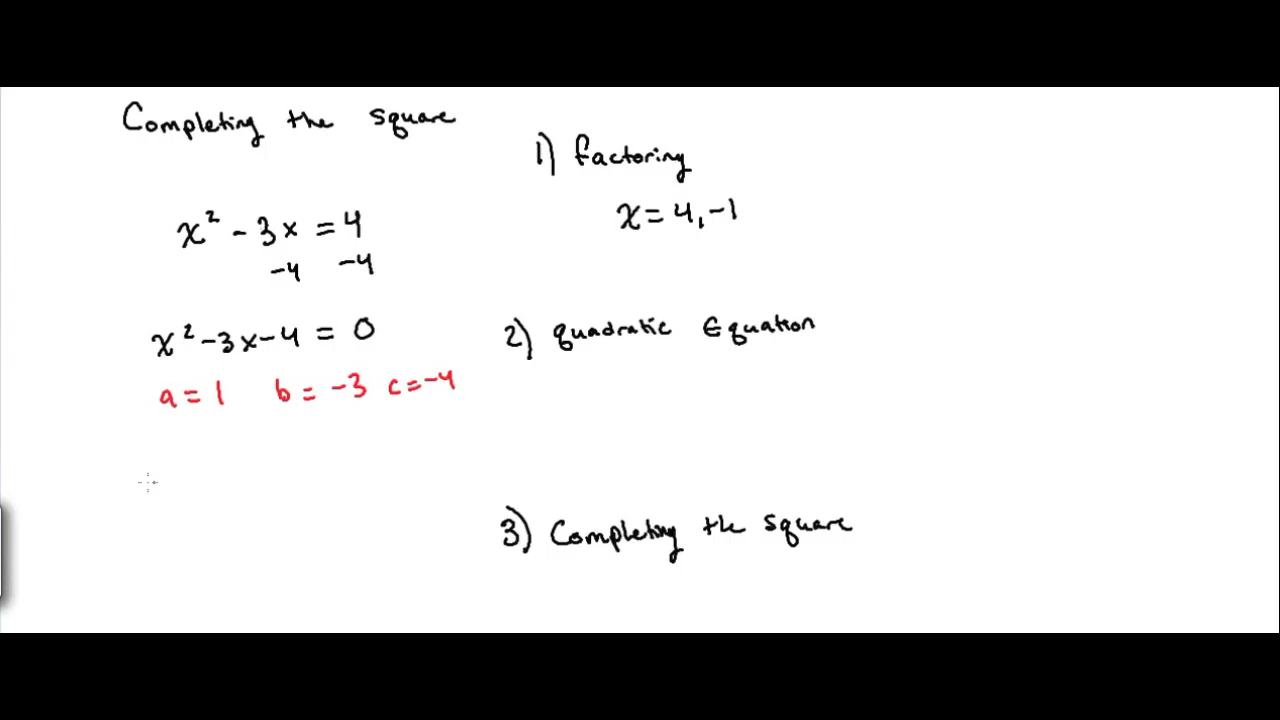 Completing the square
x² - 3x = 4
-4 -4
x² - 3x - 4 = 0
a = 1 b = -3 c = -4
1) factoring
x = 4, -1
2) quadratic Equation
3) Completing the square